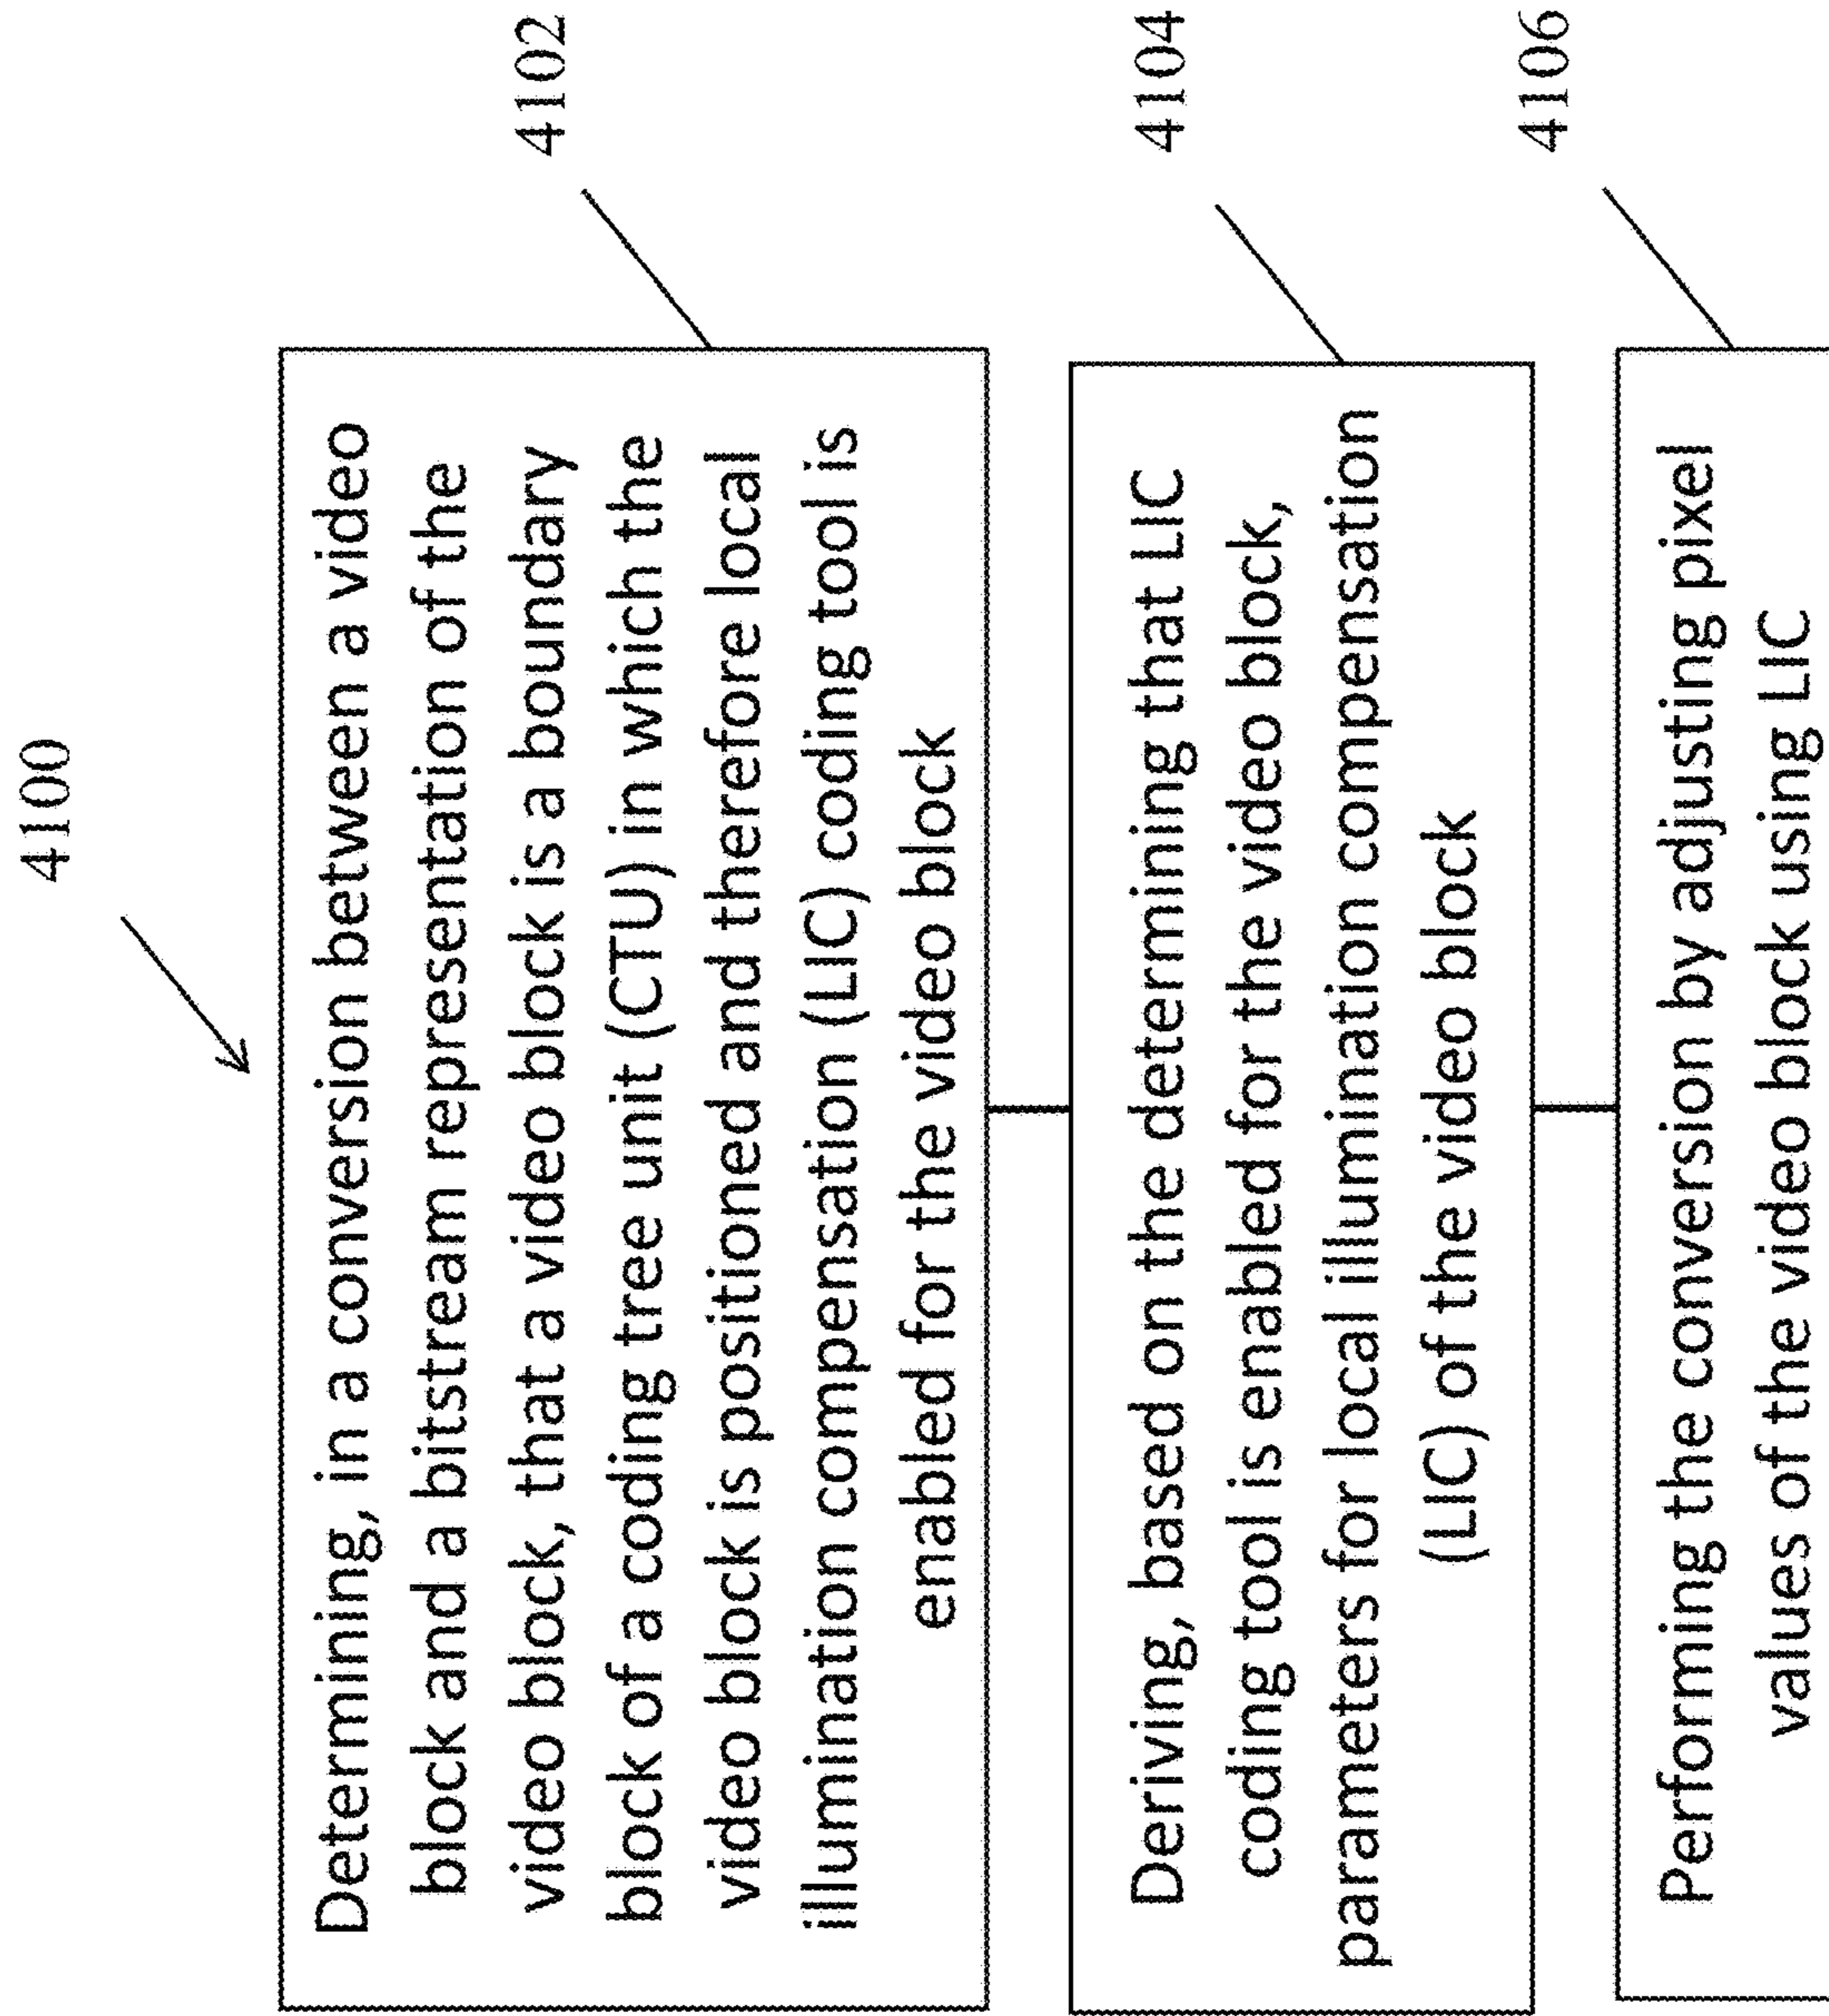 4100
Determining, in a conversion between a video
block and a bitstream representation of the
video block, that a video block is a boundary
block of a coding tree unit (CTU) in which the
video block is positioned and therefore local
illumination compensation (LIC) coding tool is
enabled for the video block
4102
Deriving, based on the determining that LIC
coding tool is enabled for the video block,
parameters for local illumination compensation
(LIC) of the video block
4104
Performing the conversion by adjusting pixel
values of the video block using LIC
4106